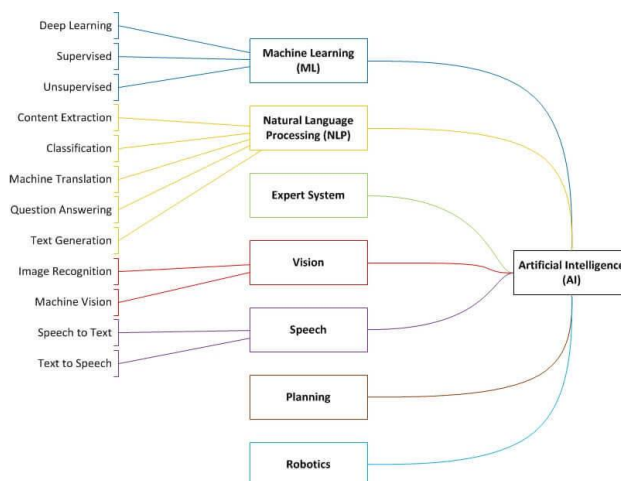 Deep Learning
Supervised
Unsupervised
Content Extraction
Classification
Machine Translation
Question Answering
Text Generation
Image Recognition
Machine Vision
Speech to Text
Text to Speech
Machine Learning
(ML)
Natural Language
Processing (NLP)
Expert System
Vision
Speech
Planning
Robotics
Artificial Intelligence
(AI)